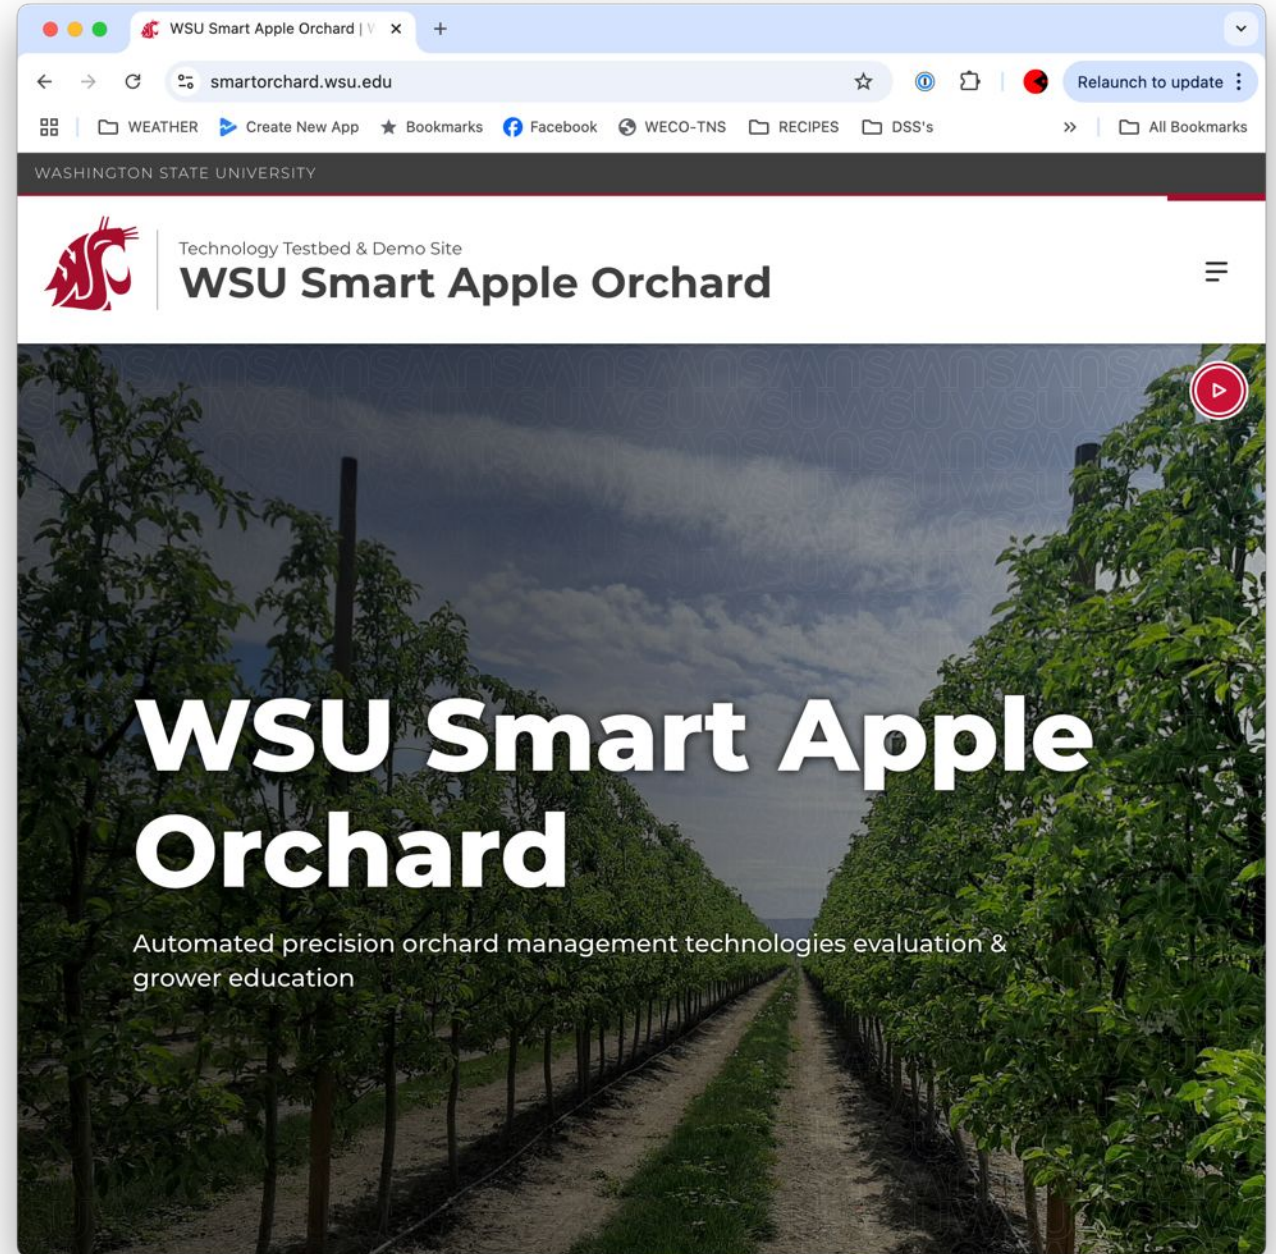 WSU Smart Apple Orchard |
smartorchard.wsu.edu
Relaunch to update
WEATHER Create New App Bookmarks Facebook WECO-TNS RECIPES DSS's » All Bookmarks
WASHINGTON STATE UNIVERSITY
Technology Testbed & Demo Site
WSU Smart Apple Orchard
WSU Smart Apple
Orchard
Automated precision orchard management technologies evaluation &
grower education